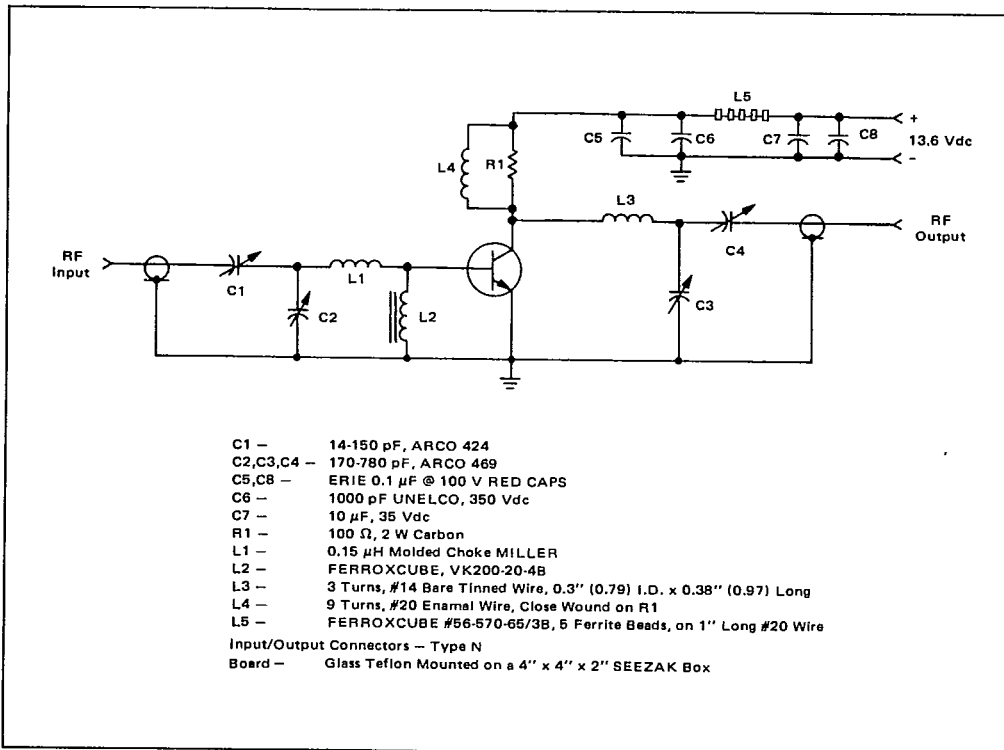 L5
+
C5
C6
C7
C8
13.6 Vdc
−
L4
R1
L3
RF
Output
C4
RF
Input
C1
L1
C2
L2
C3
C1 — 14-150 pF, ARCO 424
C2,C3,C4 — 170-780 pF, ARCO 469
C5,C8 — ERIE 0.1 μF @ 100 V RED CAPS
C6 — 1000 pF UNELCO, 350 Vdc
C7 — 10 μF, 35 Vdc
R1 — 100 Ω, 2 W Carbon
L1 — 0.15 μH Molded Choke MILLER
L2 — FERROXCUBE, VK200-20-4B
L3 — 3 Turns, #14 Bare Tinned Wire, 0.3'' (0.79) I.D. x 0.38'' (0.97) Long
L4 — 9 Turns, #20 Enamal Wire, Close Wound on R1
L5 — FERROXCUBE #56-570-65/3B, 5 Ferrite Beads, on 1'' Long #20 Wire
Input/Output Connectors — Type N
Board — Glass Teflon Mounted on a 4'' x 4'' x 2'' SEEZAK Box